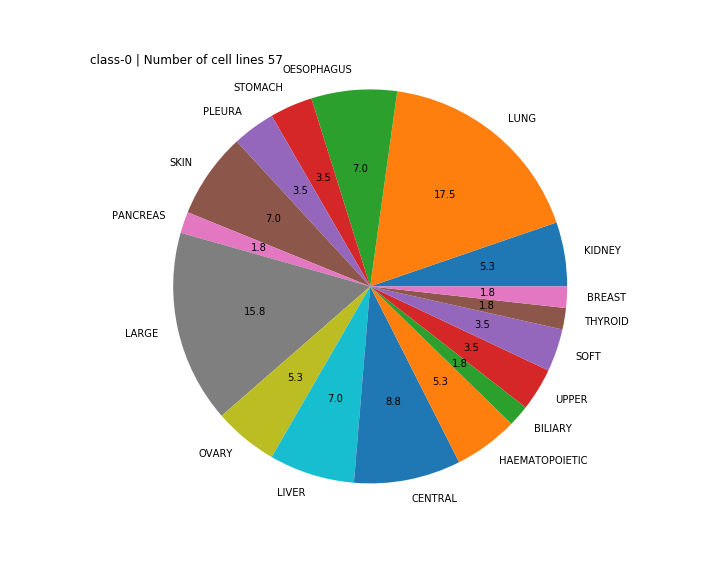 class-0 | Number of cell lines 57
OESOPHAGUS
STOMACH
LUNG
PLEURA
SKIN
7.0
3.5
3.5
17.5
PANCREAS
7.0
1.8
KIDNEY
5.3
1.8
BREAST
1.8
THYROID
LARGE
15.8
3.5
SOFT
3.5
1.8
5.3
5.3
UPPER
7.0
8.8
BILIARY
OVARY
HAEMATOPOIETIC
LIVER
CENTRAL